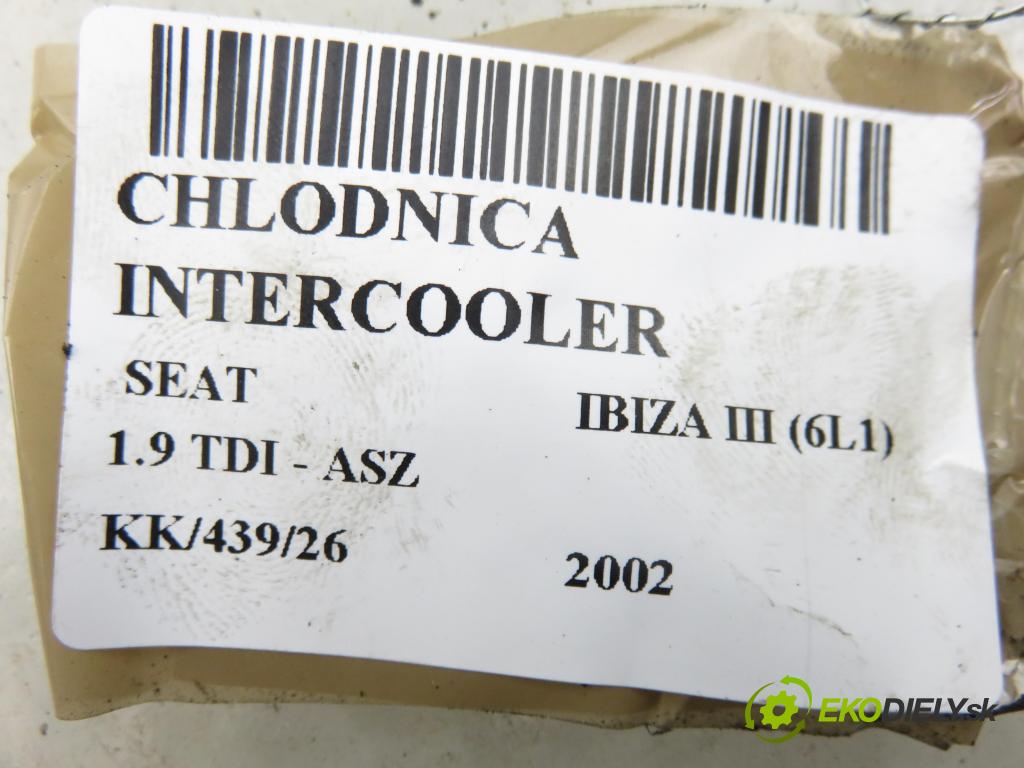 CHLODNICA
INTERCOOLER
SEAT
IBIZA III (6L1)
1.9 TDI - ASZ
KK/439/26
2002
EKODIELY.sk